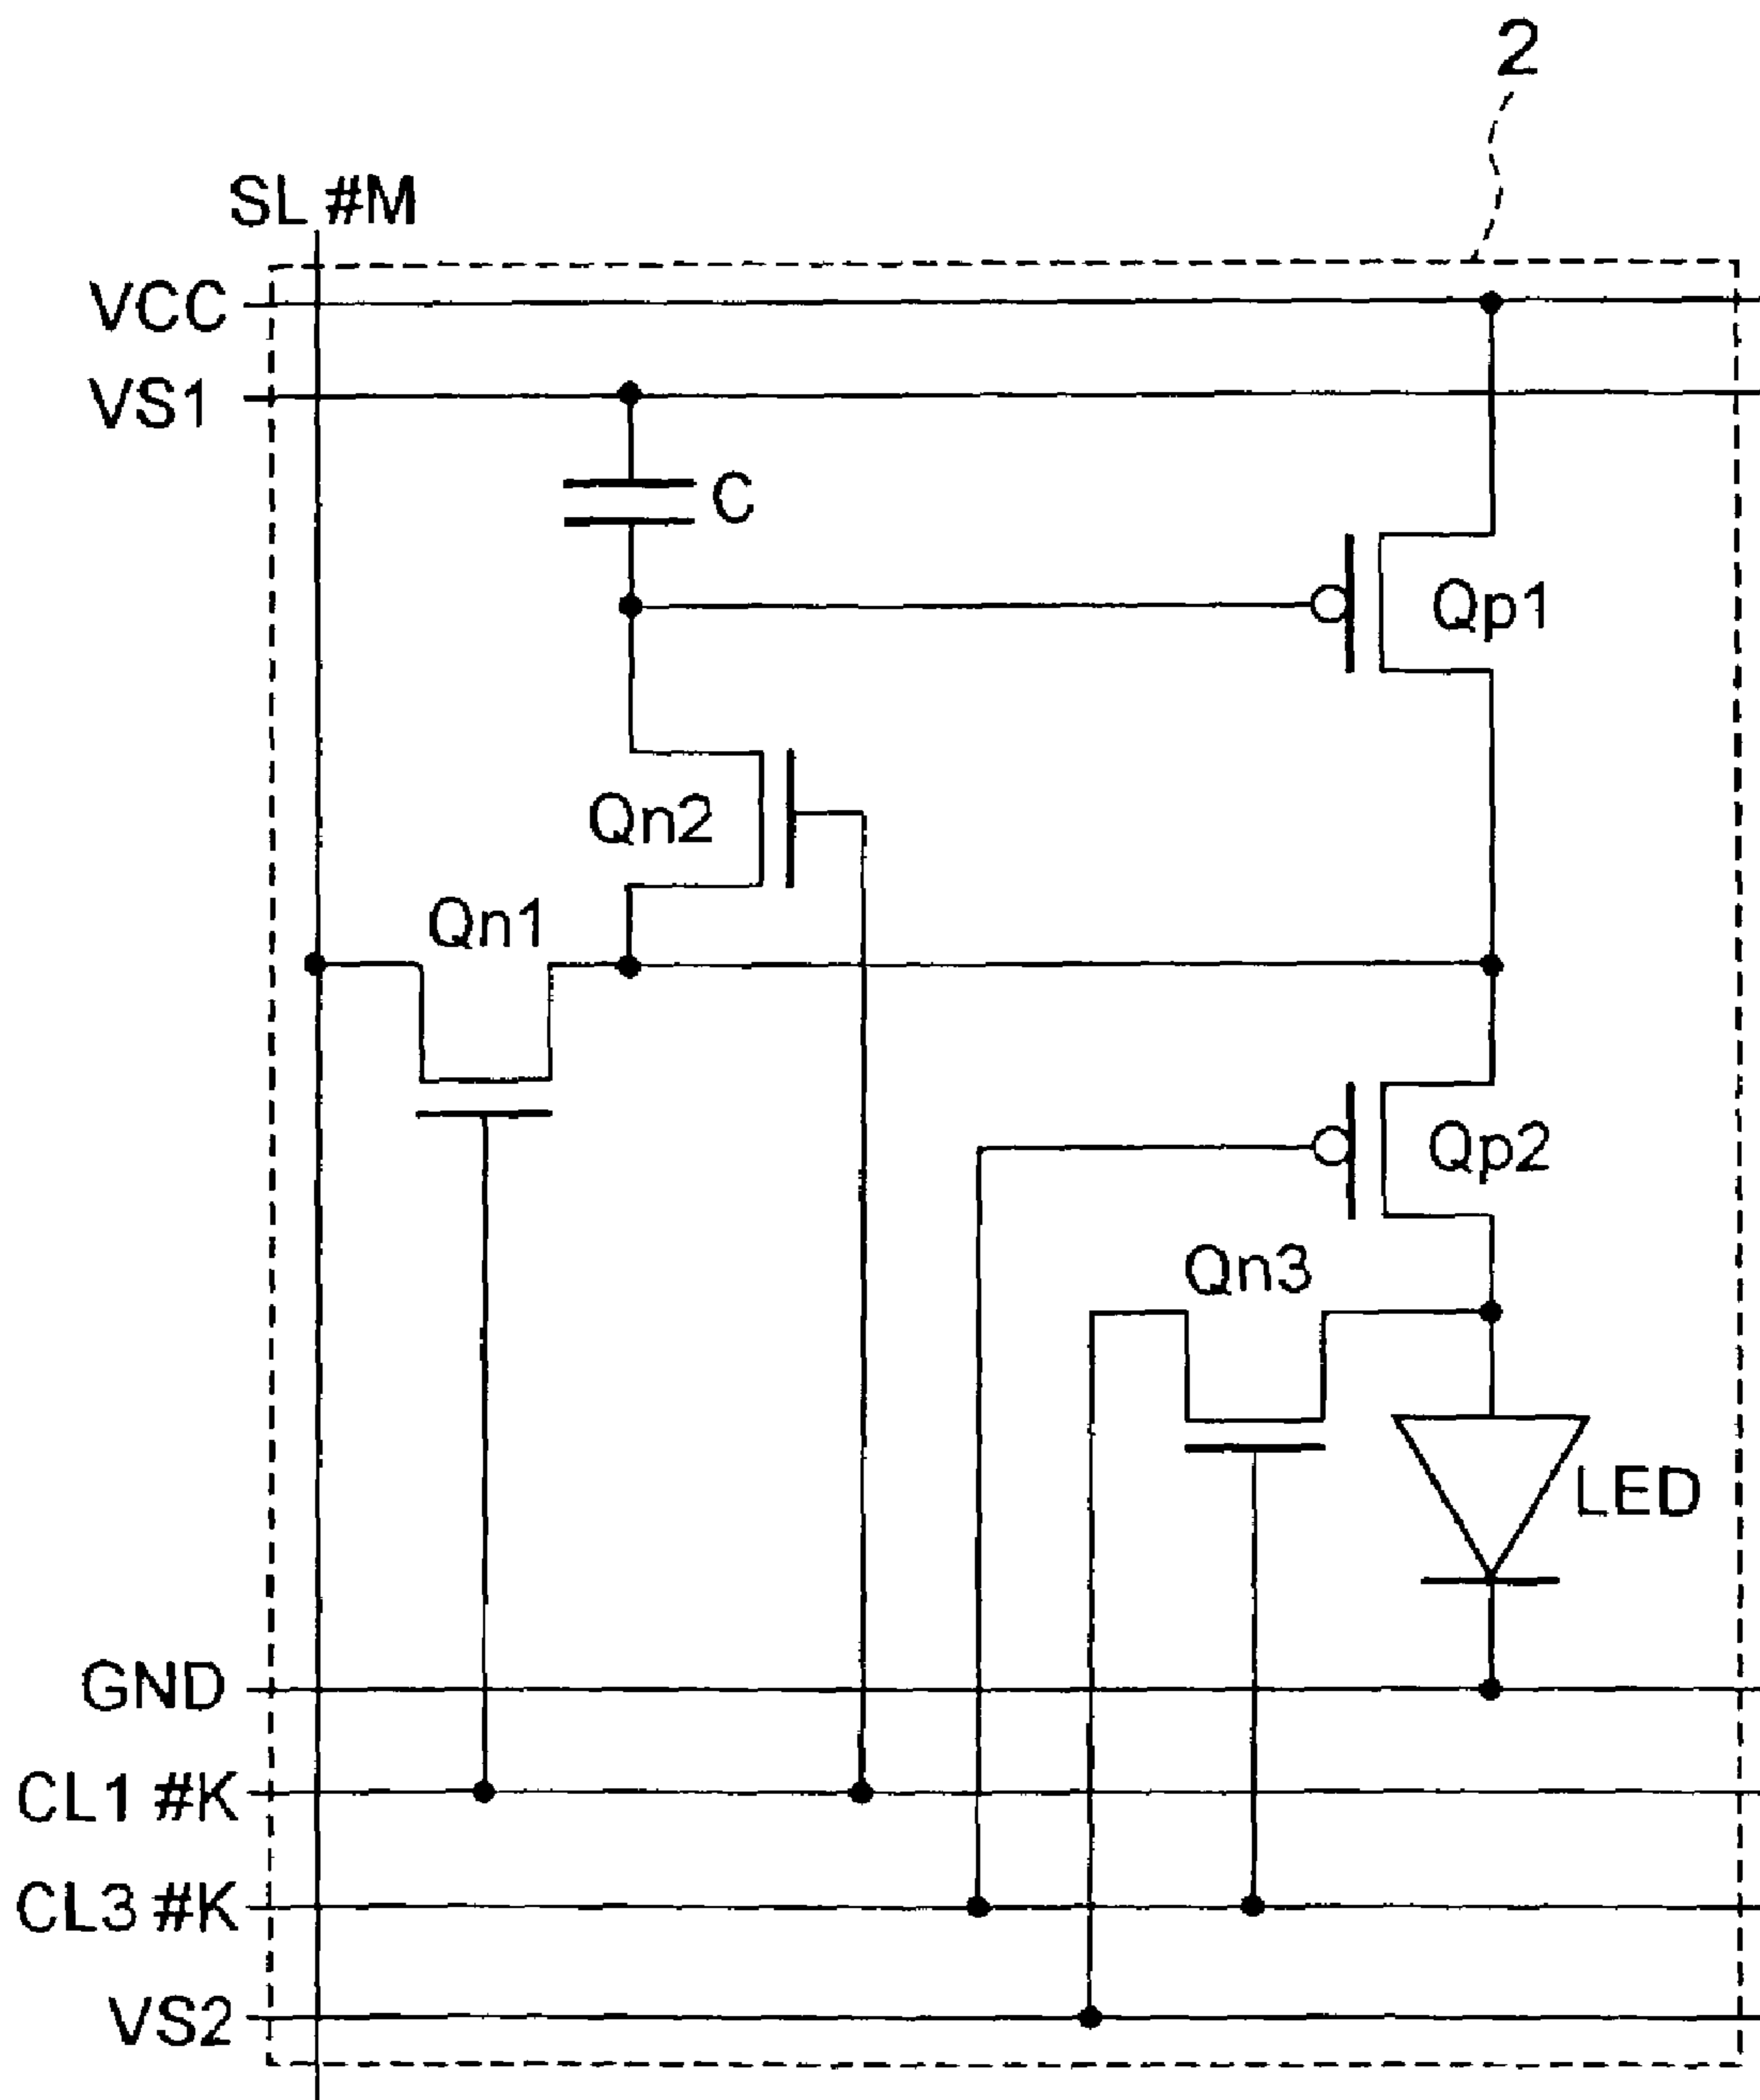 2
SL #M
VCC
VS1
C
Qp1
Qn2
Qn1
Qp2
Qn3
LED
GND
CL1 #K
CL3 #K
VS2